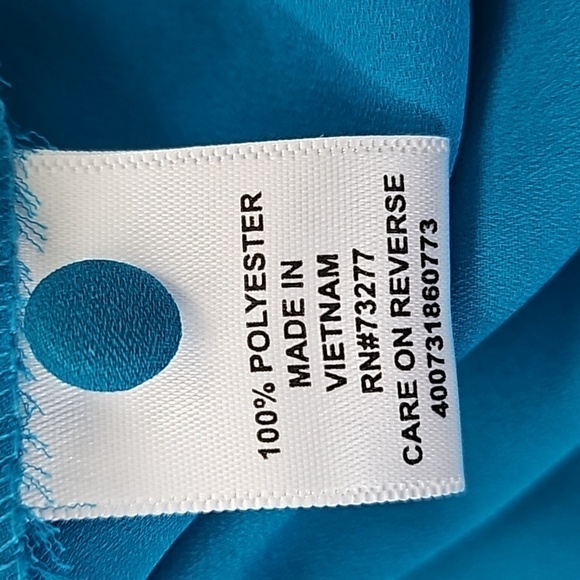 100% POLYESTER
MADE IN
VIETNAM
RN#73277
CARE ON REVERSE
400731860773